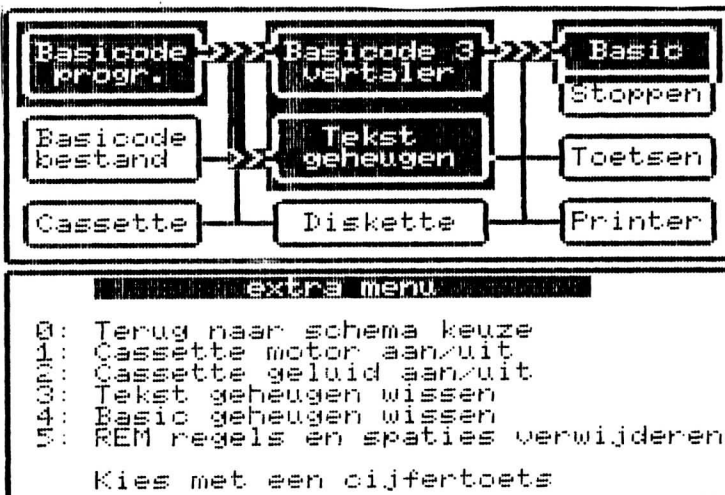 Basicode progr.
>>>>
Basicode 3 vertaler
>>>>
Basic
Stoppen
Basicode bestand
>>
Tekst geheugen
Toetsen
Cassette
Diskette
Printer
extra menu
0: Terug naar schema keuze
1: Cassette motor aan/uit
2: Cassette geluid aan/uit
3: Tekst geheugen wissen
4: Basic geheugen wissen
5: REM regels en spaties verwijderen
Kies met een cijfertoets